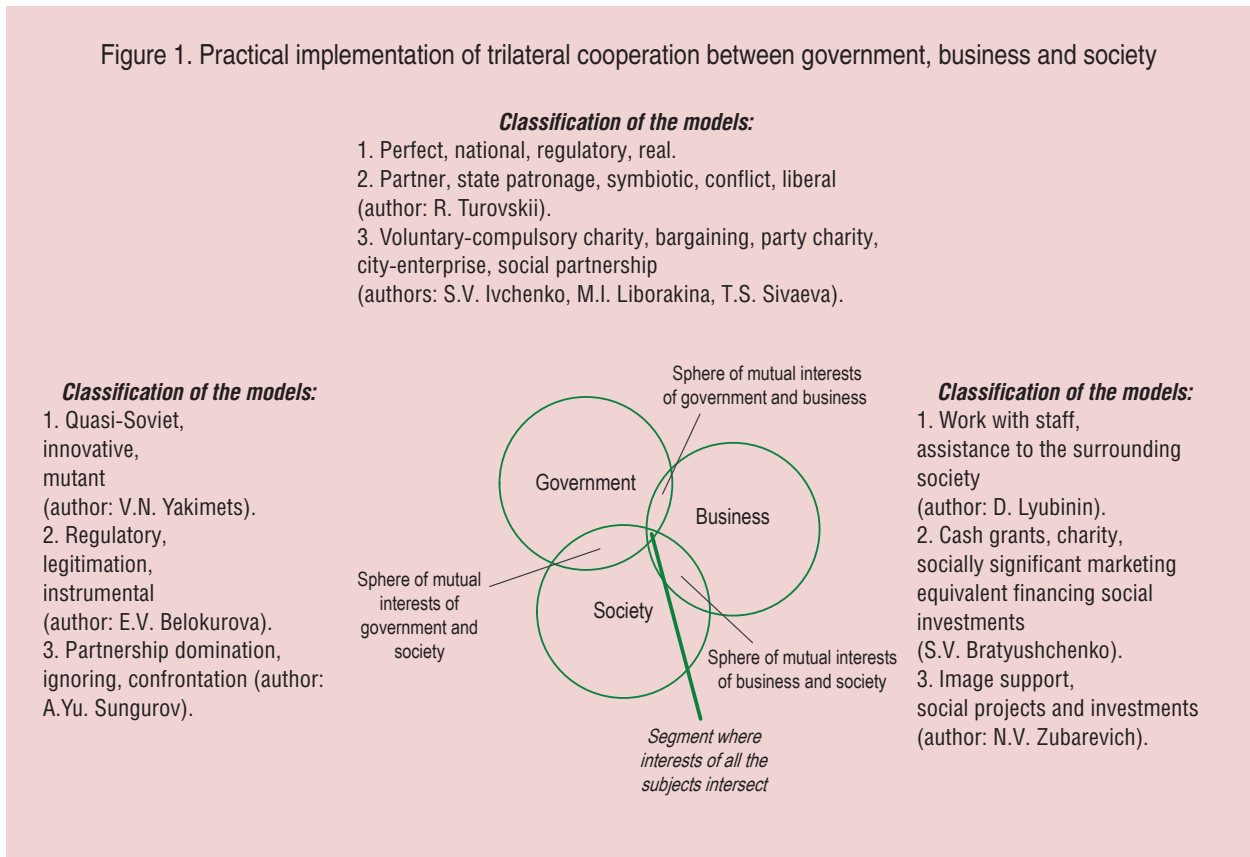 Figure 1. Practical implementation of trilateral cooperation between government, business and society
Classification of the models:
1. Perfect, national, regulatory, real.
2. Partner, state patronage, symbiotic, conflict, liberal
(author: R. Turovskii).
3. Voluntary-compulsory charity, bargaining, party charity,
city-enterprise, social partnership
(authors: S.V. Ivchenko, M.I. Liborakina, T.S. Sivaeva).
Classification of the models:
1. Quasi-Soviet,
innovative,
mutant
(author: V.N. Yakimets).
2. Regulatory,
legitimation,
instrumental
(author: E.V. Belokurova).
3. Partnership domination,
ignoring, confrontation (author:
A.Yu. Sungurov).
Sphere of mutual interests
of government and business
Government
Business
Society
Sphere of mutual
interests of
government and
society
Sphere of mutual interests
of business and society
Segment where
interests of all the
subjects intersect
Classification of the models:
1. Work with staff,
assistance to the surrounding
society
(author: D. Lyubinin).
2. Cash grants, charity,
socially significant marketing
equivalent financing social
investments
(S.V. Bratyushchenko).
3. Image support,
social projects and investments
(author: N.V. Zubarevich).